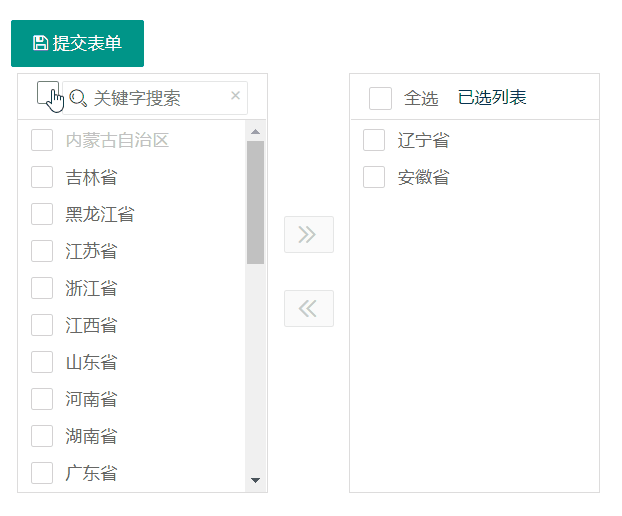 提交表单
关键字搜索
内蒙古自治区
吉林省
黑龙江省
江苏省
浙江省
江西省
山东省
河南省
湖南省
广东省
全选 已选列表
辽宁省
安徽省